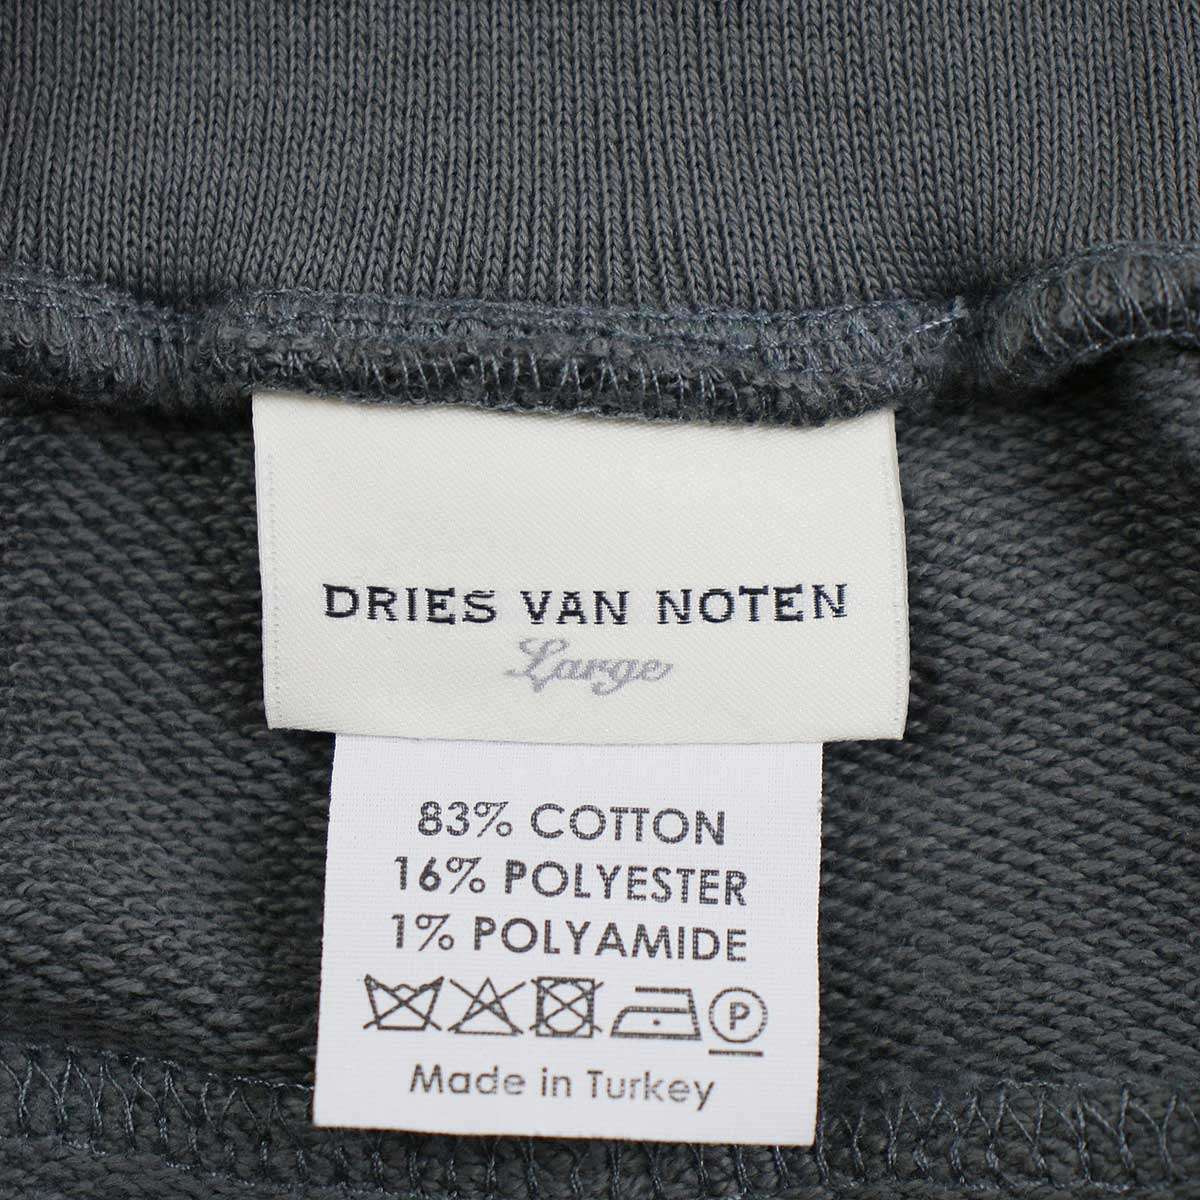 DRIES VAN NOTEN
Large
83% COTTON
16% POLYESTER
1% POLYAMIDE
P
Made in Turkey